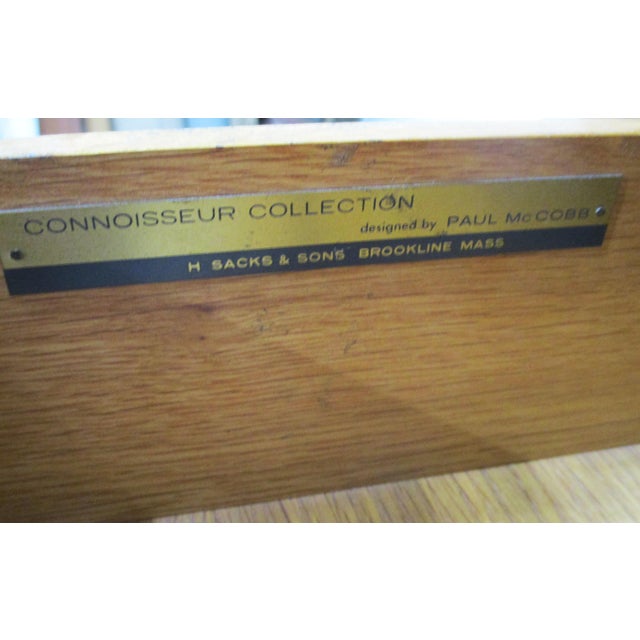 CONNOISSEUR COLLECTION
designed by PAUL McCOBB
H SACKS & SONS BROOKLINE MASS